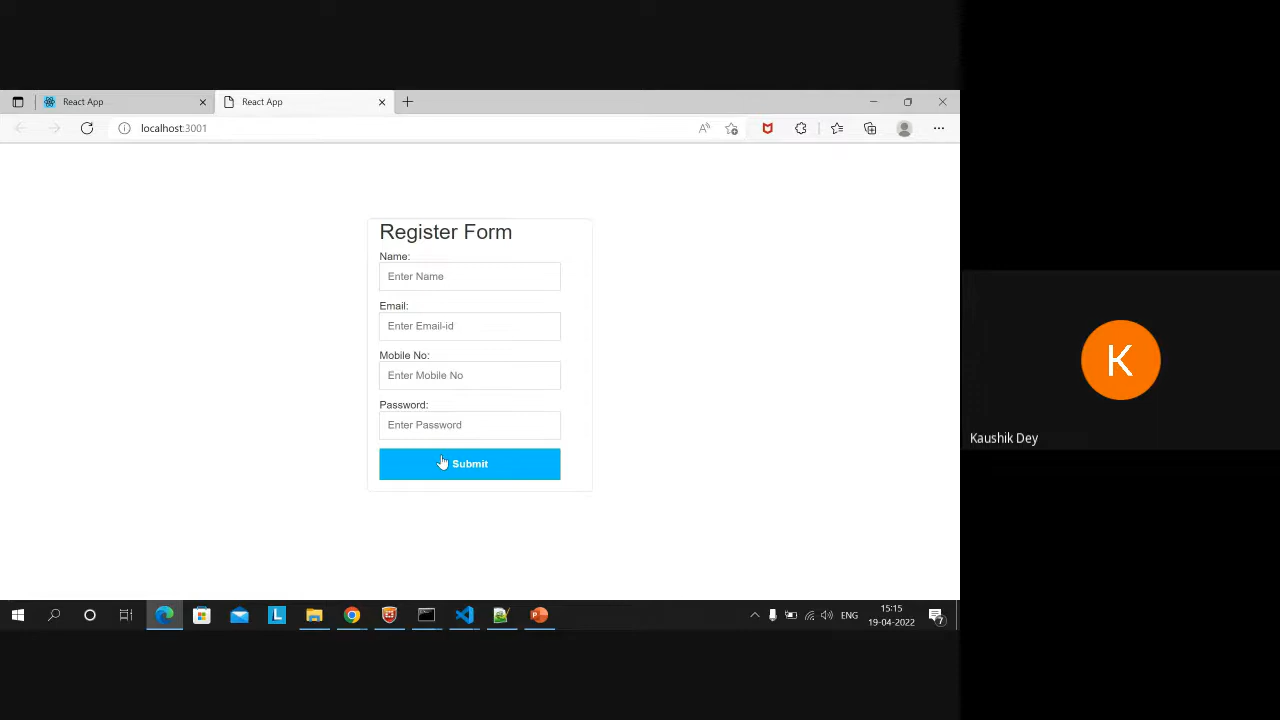 React App
React App
localhost:3001
Register Form
Name:
Enter Name
Email:
Enter Email-id
Mobile No:
Enter Mobile No
Password:
Enter Password
Submit
K
Kaushik Dey
L
ENG
15:15
19-04-2022
7